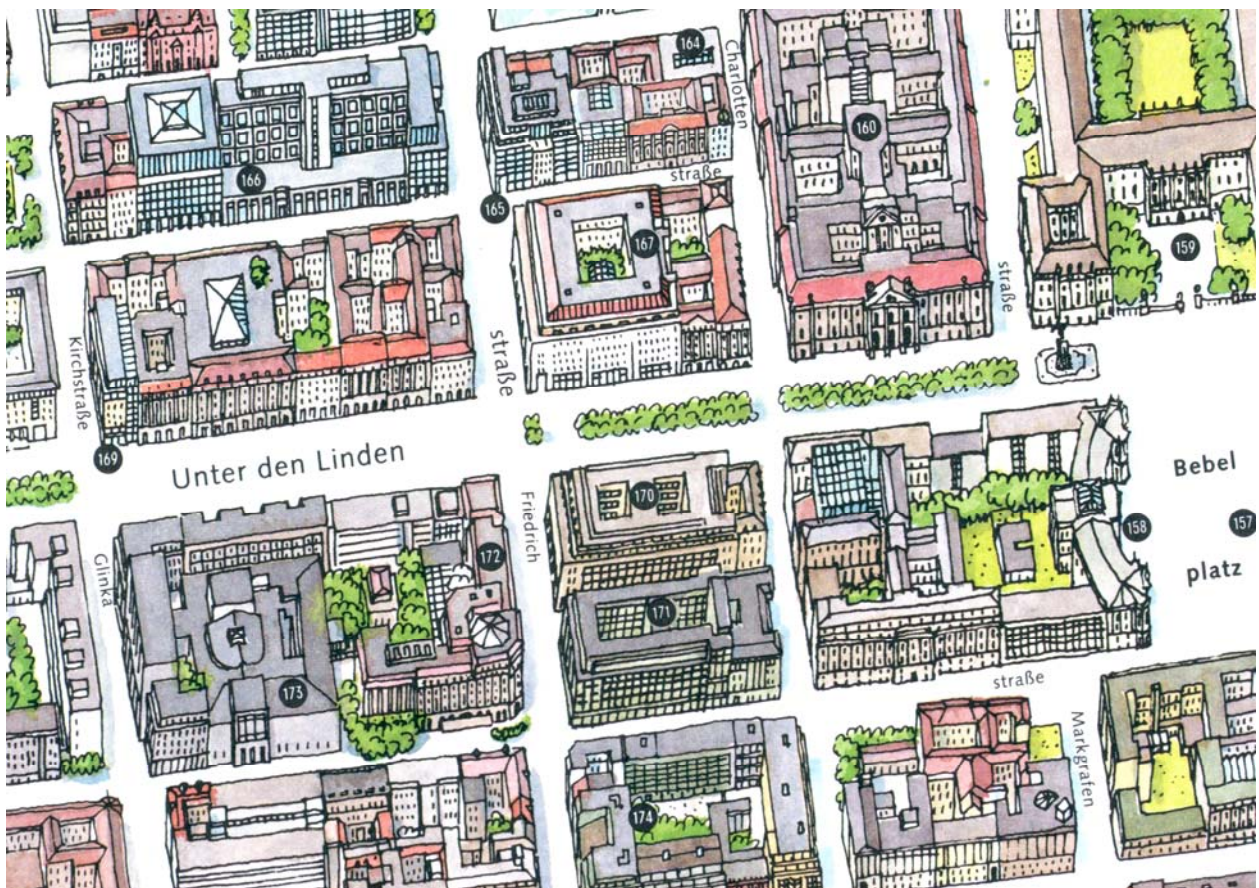 164
Charlotten
160
166
straße
165
167
159
straße
Kirchstraße
straße
169
Unter den Linden
Bebel
170
Friedrich
158
157
172
Glinka
platz
171
173
straße
Markgrafen
174